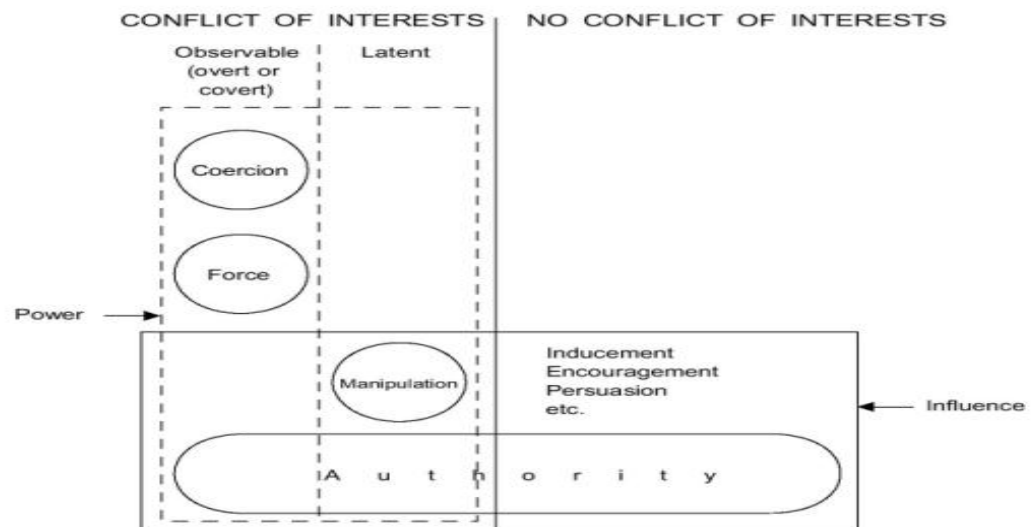 CONFLICT OF INTERESTS
NO CONFLICT OF INTERESTS
Observable
(overt or
covert)
Latent
Coercion
Force
Power
Manipulation
Inducement
Encouragement
Persuasion
etc.
Influence
Authority